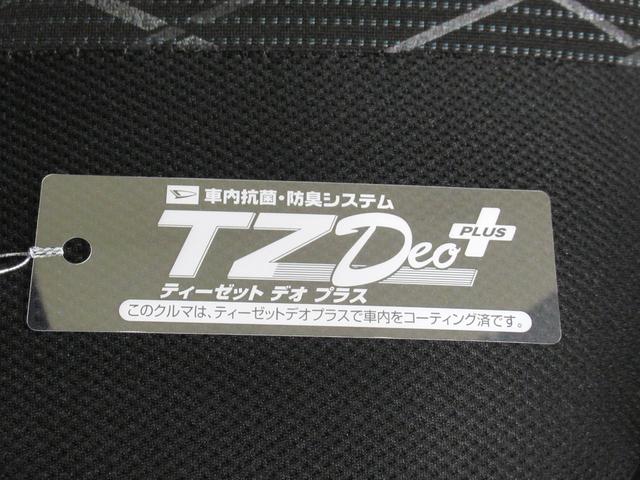 車内抗菌・防臭システム
TZ Deo PLUS
ティーゼット デオ プラス
このクルマは、ティーゼットデオプラスで車内をコーティング済です。